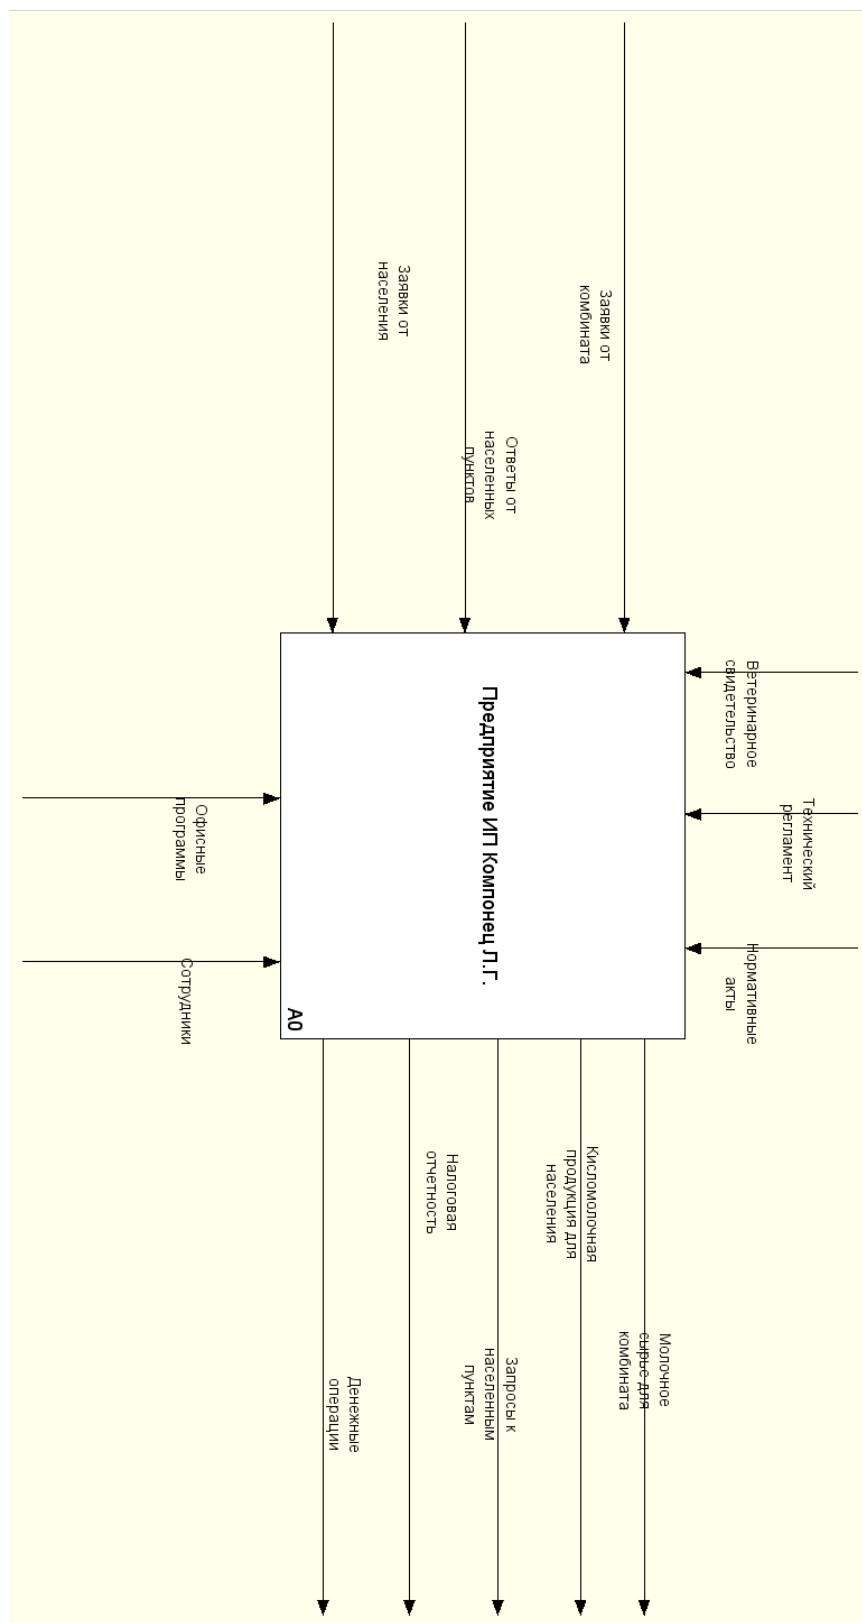 Ветеринарное
свидетельство
Технический
регламент
Нормативные
акты
Заявки от
комбината
Ответы от
населенных
пунктов
Заявки от
населения
Предприятие ИП Компонец Л.Г.
A0
Молочное
сырье для
комбината
Кисломолочная
продукция для
населения
Запросы к
населенным
пунктам
Налоговая
отчетность
Денежные
операции
Офисные
программы
Сотрудники